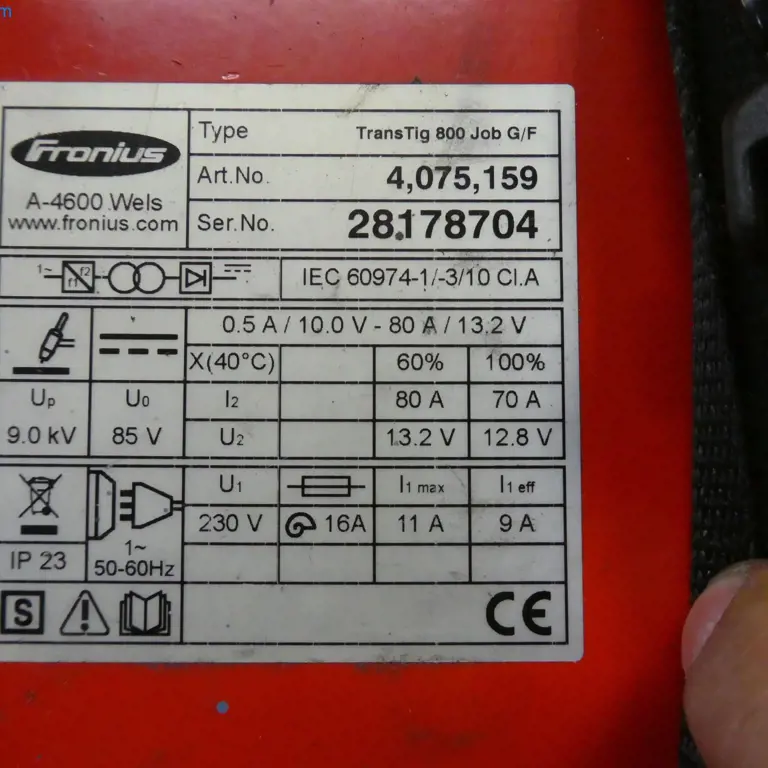 m
Fronius
A-4600 Wels
www.fronius.com
Type TransTig 800 Job G/F
Art.No. 4,075,159
Ser.No. 28178704
1~ f1 f2
IEC 60974-1/-3/10 Cl.A
0.5 A / 10.0 V - 80 A / 13.2 V
X(40°C) 60% 100%
Up U0 I2 80 A 70 A
9.0 kV 85 V U2 13.2 V 12.8 V
U1 I1 max I1 eff
230 V 16A 11 A 9 A
IP 23
1~
50-60Hz
S CE